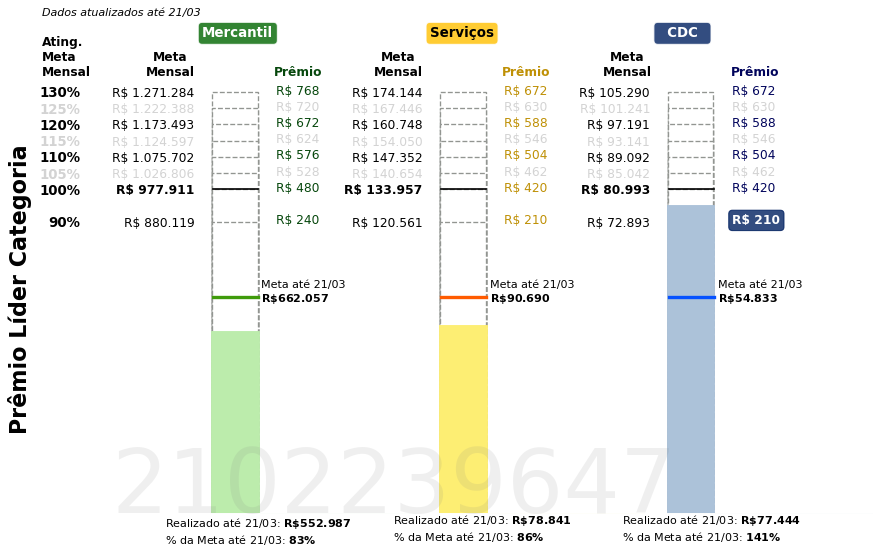 Dados atualizados até 21/03
Mercantil Serviços CDC
Ating. Meta Mensal Meta Mensal Prêmio Meta Mensal Prêmio Meta Mensal Prêmio
130% R$ 1.271.284 R$ 768 R$ 174.144 R$ 672 R$ 105.290 R$ 672
125% R$ 1.222.388 R$ 720 R$ 167.446 R$ 630 R$ 101.241 R$ 630
120% R$ 1.173.493 R$ 672 R$ 160.748 R$ 588 R$ 97.191 R$ 588
115% R$ 1.124.597 R$ 624 R$ 154.050 R$ 546 R$ 93.141 R$ 546
110% R$ 1.075.702 R$ 576 R$ 147.352 R$ 504 R$ 89.092 R$ 504
105% R$ 1.026.806 R$ 528 R$ 140.654 R$ 462 R$ 85.042 R$ 462
100% R$ 977.911 R$ 480 R$ 133.957 R$ 420 R$ 80.993 R$ 420
90% R$ 880.119 R$ 240 R$ 120.561 R$ 210 R$ 72.893 R$ 210
Meta até 21/03 Meta até 21/03 Meta até 21/03
R$662.057 R$90.690 R$54.833
Prêmio Líder Categoria
2102239647
Realizado até 21/03: R$552.987 Realizado até 21/03: R$78.841 Realizado até 21/03: R$77.444
% da Meta até 21/03: 83% % da Meta até 21/03: 86% % da Meta até 21/03: 141%